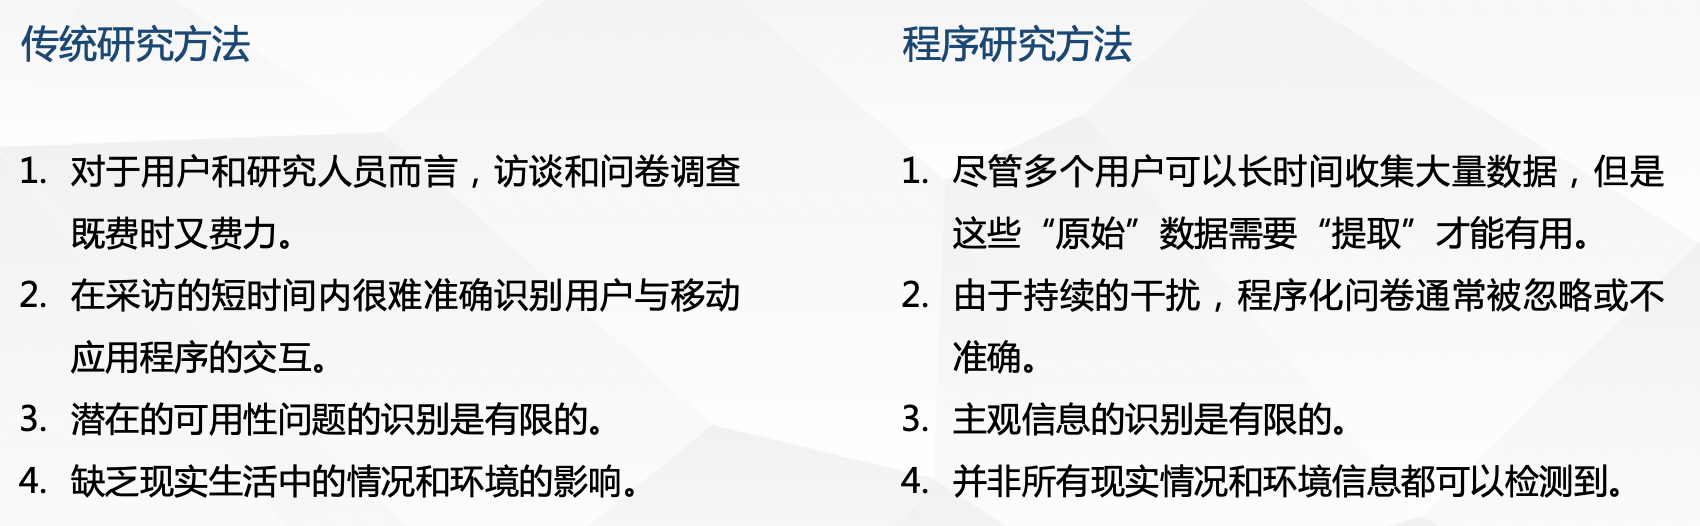 传统研究方法
1. 对于用户和研究人员而言，访谈和问卷调查
既费时又费力。
2. 在采访的短时间内很难准确识别用户与移动
应用程序的交互。
3. 潜在的可用性问题的识别是有限的。
4. 缺乏现实生活中的情况和环境的影响。
程序研究方法
1. 尽管多个用户可以长时间收集大量数据，但是
这些“原始”数据需要“提取”才能有用。
2. 由于持续的干扰，程序化问卷通常被忽略或不
准确。
3. 主观信息的识别是有限的。
4. 并非所有现实情况和环境信息都可以检测到。